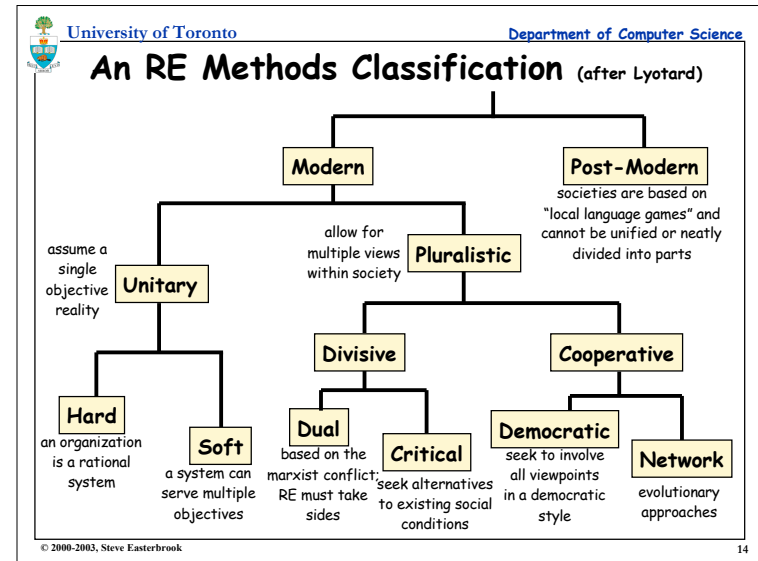 University of Toronto
Department of Computer Science
An RE Methods Classification (after Lyotard)
Modern
Post-Modern
societies are based on
“local language games” and
cannot be unified or neatly
divided into parts
allow for
multiple views
within society
Pluralistic
assume a
single
objective
reality
Unitary
Divisive
Cooperative
Hard
an organization
is a rational
system
Soft
a system can
serve multiple
objectives
Dual
based on the
marxist conflict;
RE must take
sides
Critical
seek alternatives
to existing social
conditions
Democratic
seek to involve
all viewpoints
in a democratic
style
Network
evolutionary
approaches
© 2000-2003, Steve Easterbrook
14